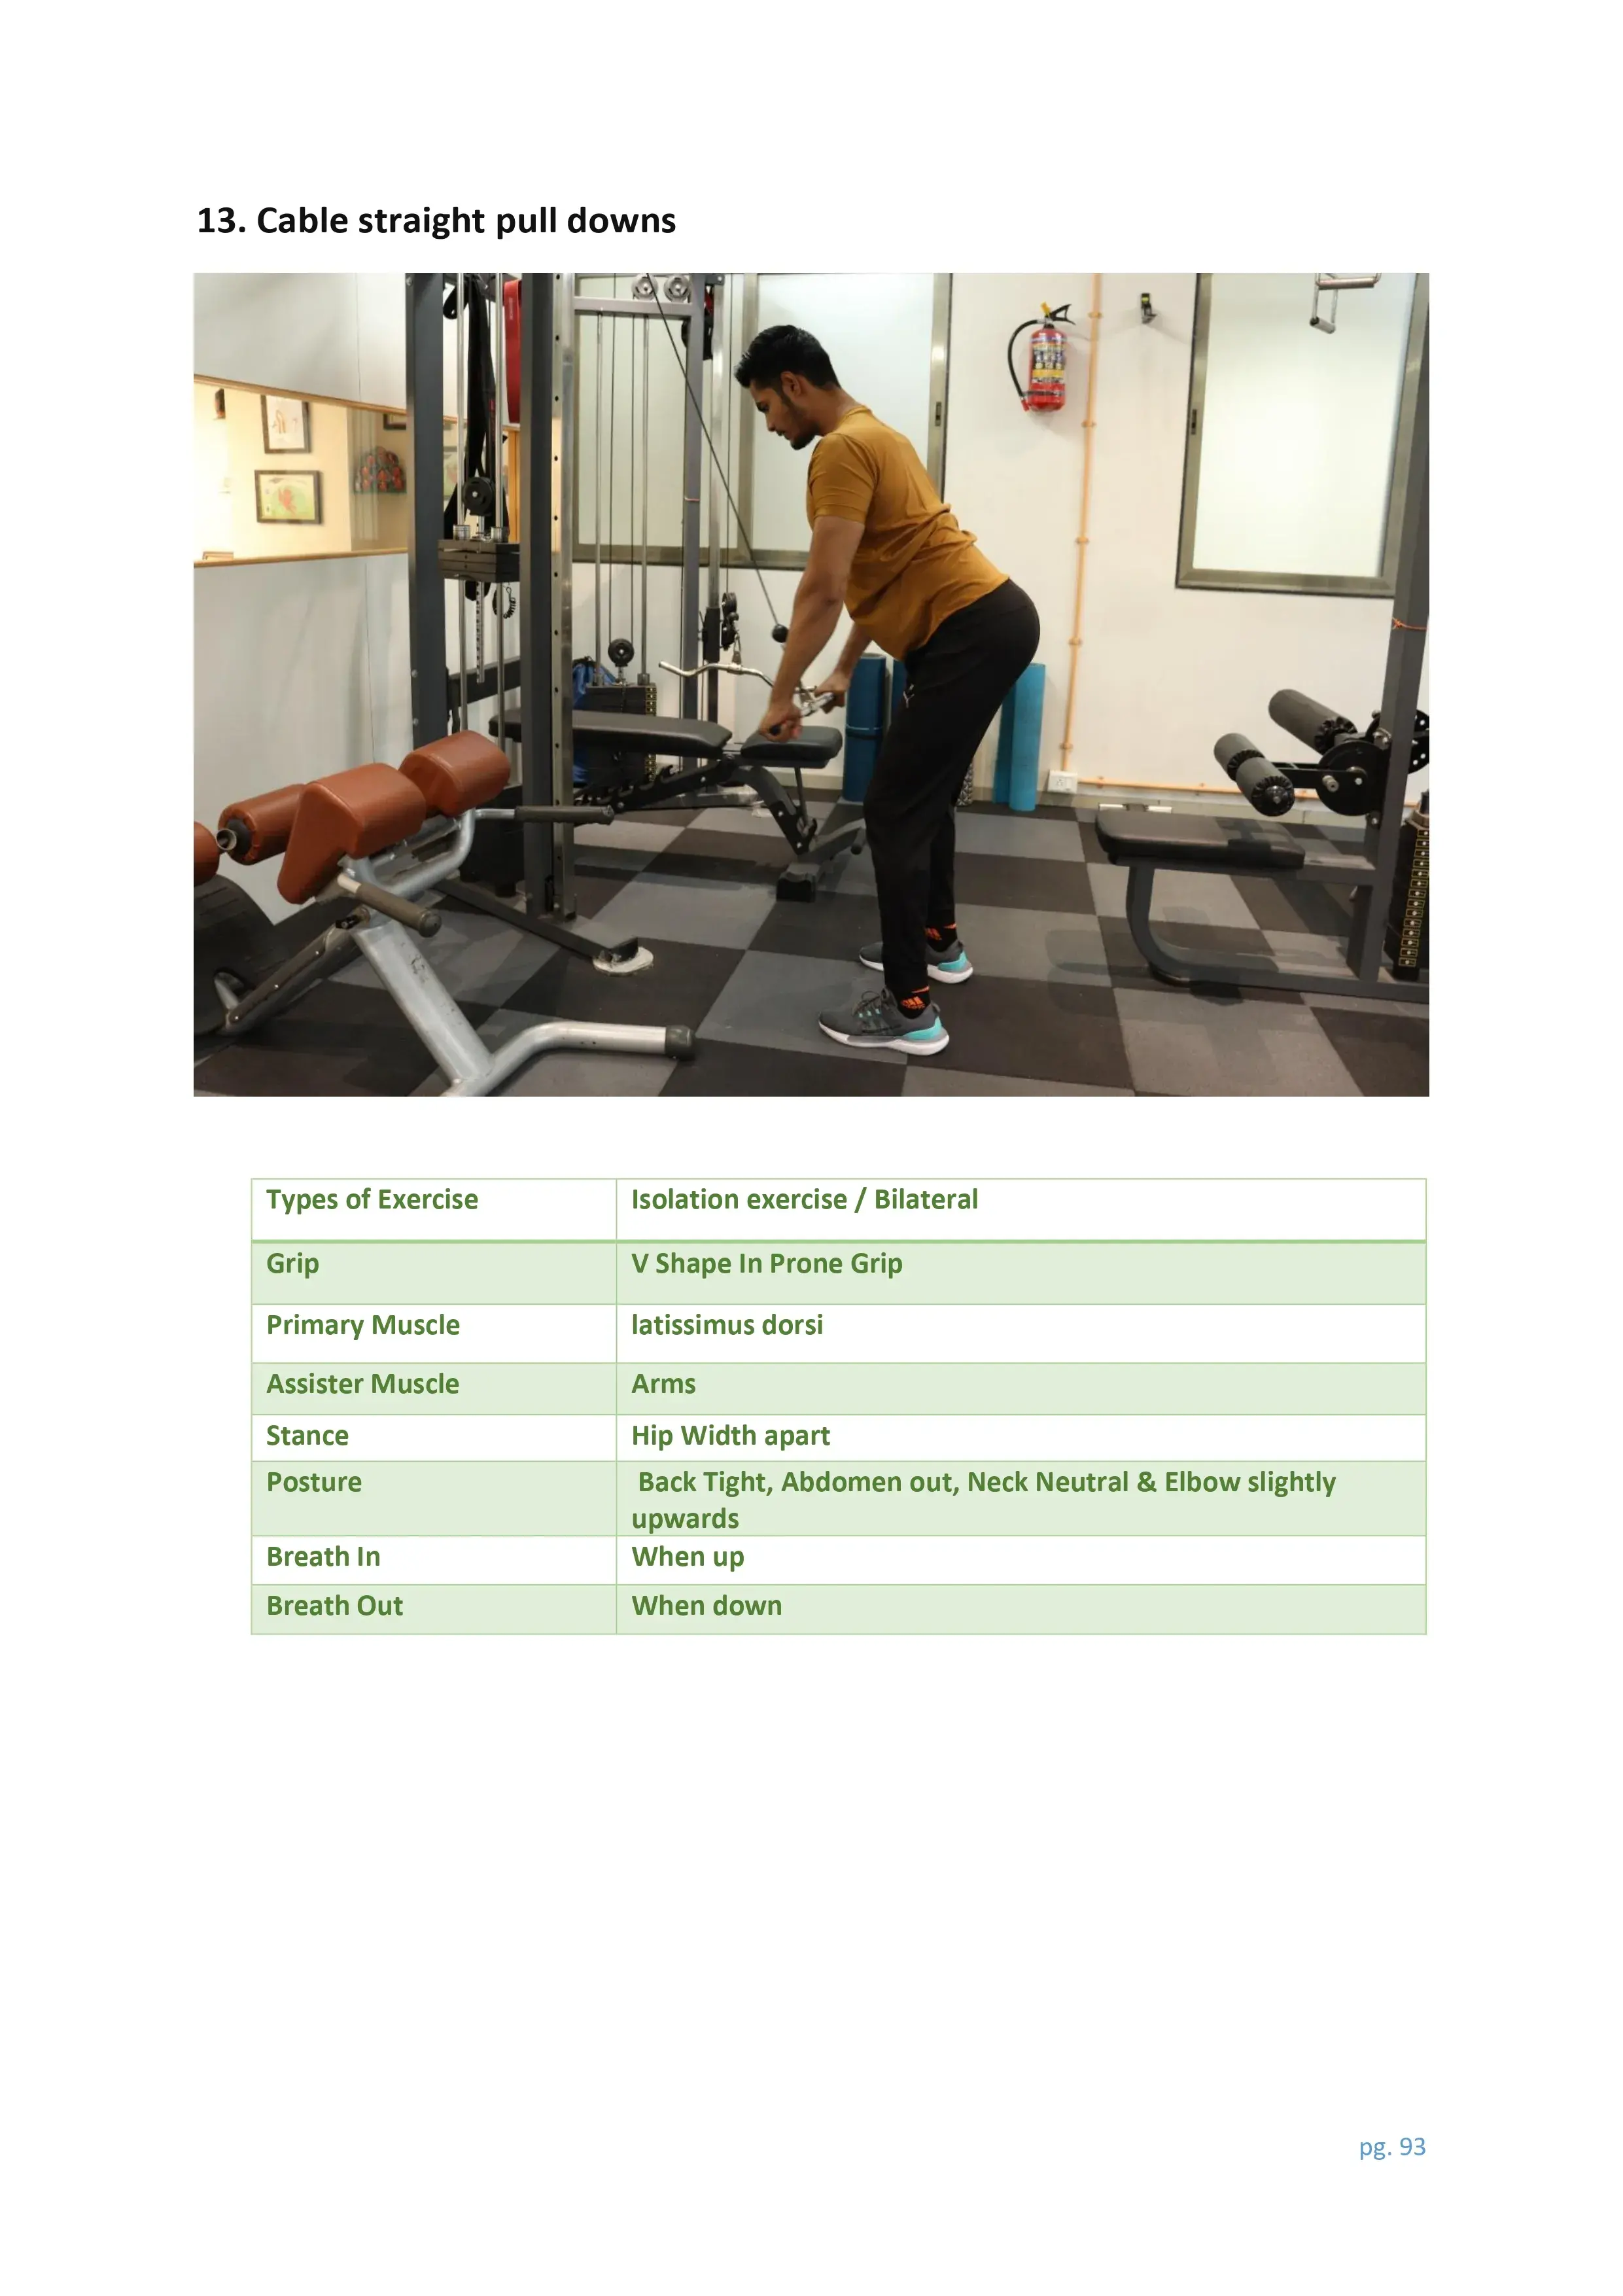 13. Cable straight pull downs
Types of Exercise Isolation exercise / Bilateral
Grip V Shape In Prone Grip
Primary Muscle latissimus dorsi
Assister Muscle Arms
Stance Hip Width apart
Posture Back Tight, Abdomen out, Neck Neutral & Elbow slightly
upwards
Breath In When up
Breath Out When down
pg. 93